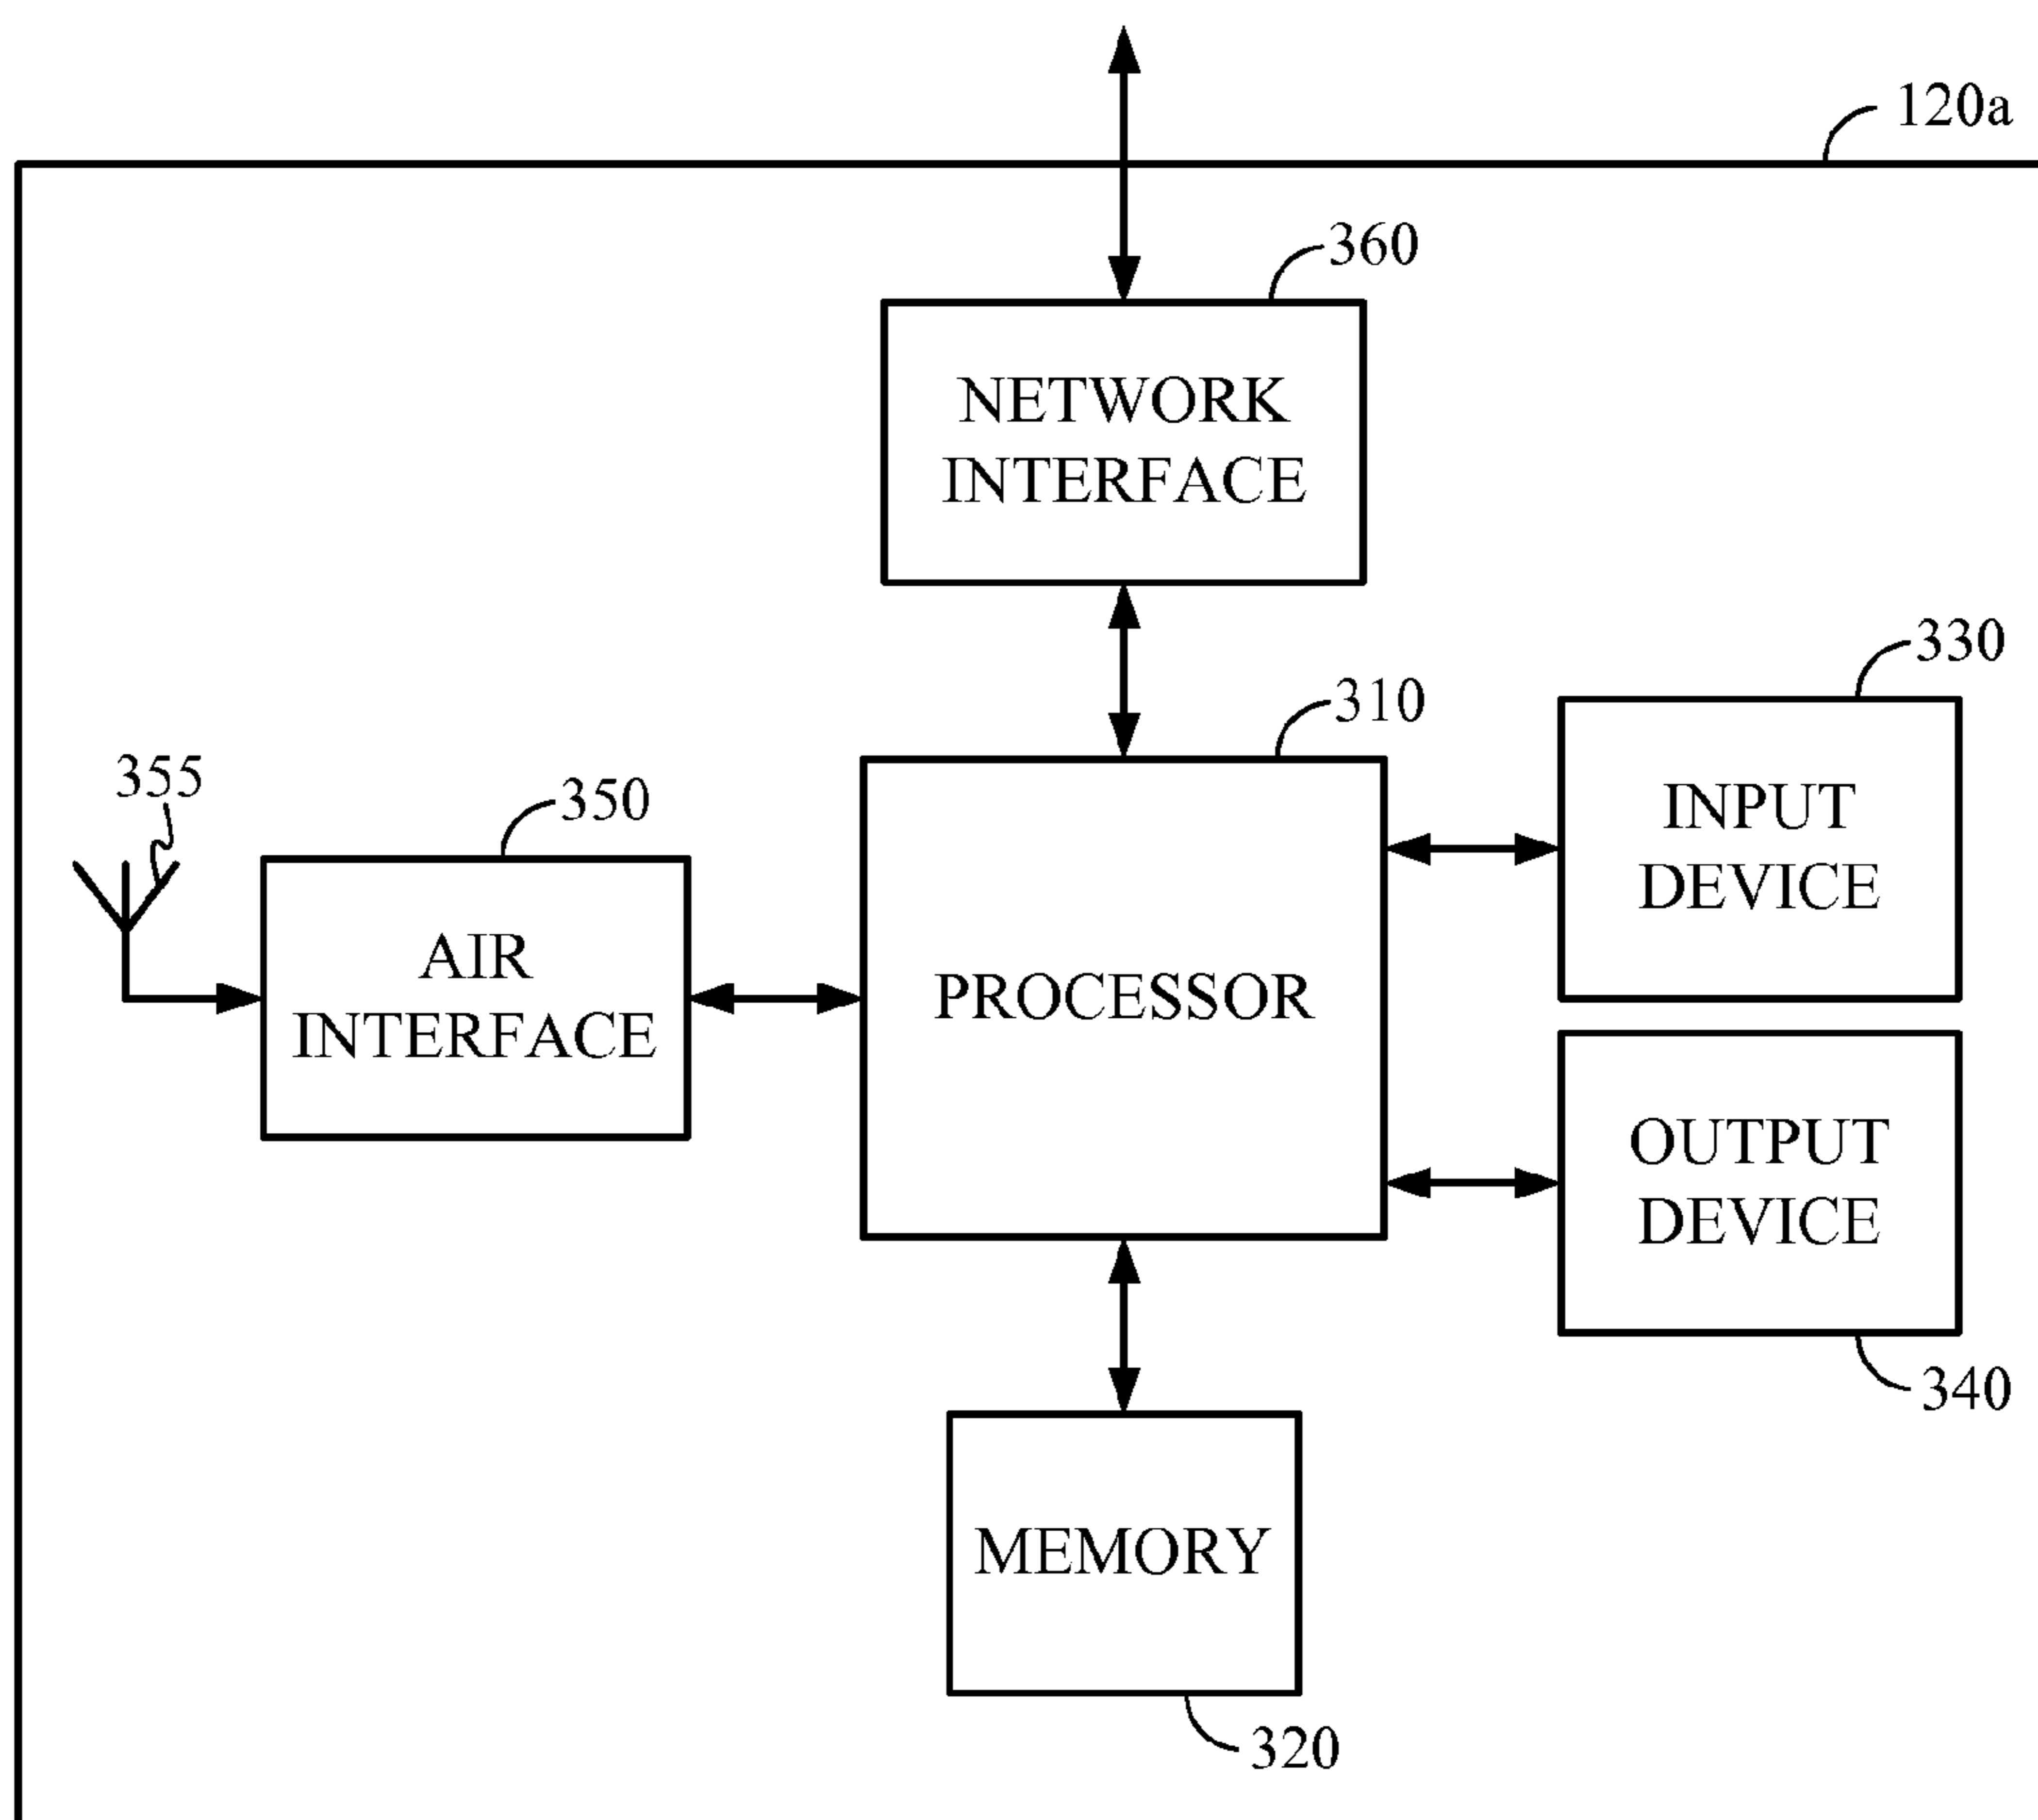 120a
360
NETWORK
INTERFACE
330
310
INPUT
DEVICE
355
350
AIR
INTERFACE
PROCESSOR
OUTPUT
DEVICE
340
MEMORY
320